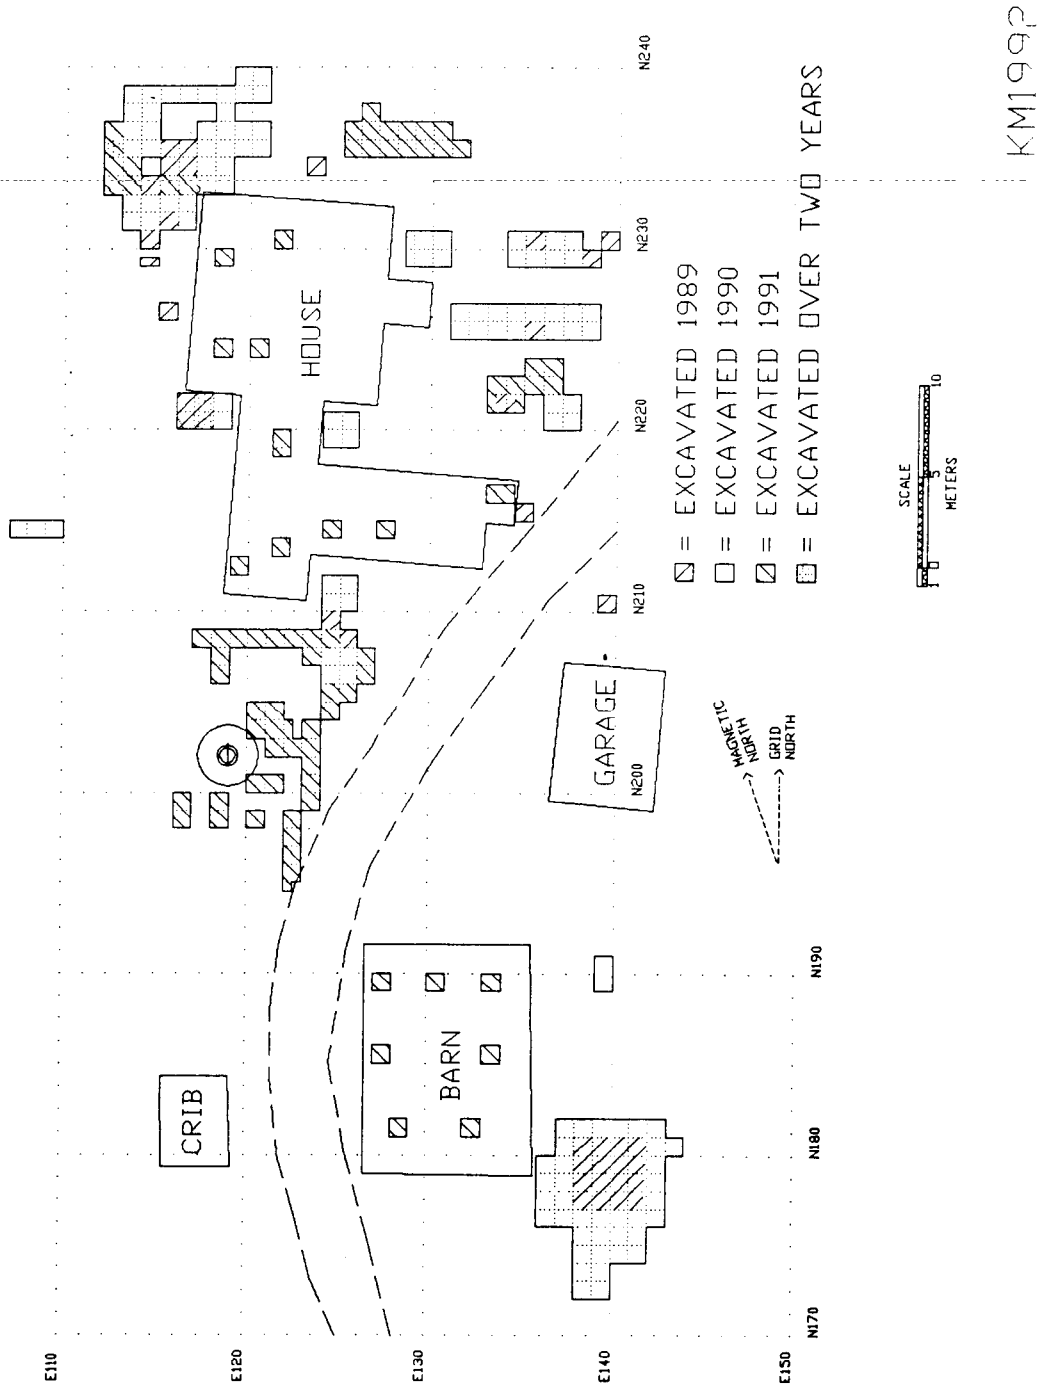 KM1992
N240
N230
N220
N210
N200
N190
N180
N170
E110
E120
E130
E140
E150
HOUSE
GARAGE
BARN
CRIB
= EXCAVATED 1989
= EXCAVATED 1990
= EXCAVATED 1991
= EXCAVATED OVER TWO YEARS
SCALE
1 0 5 10
METERS
MAGNETIC
NORTH
GRID
NORTH